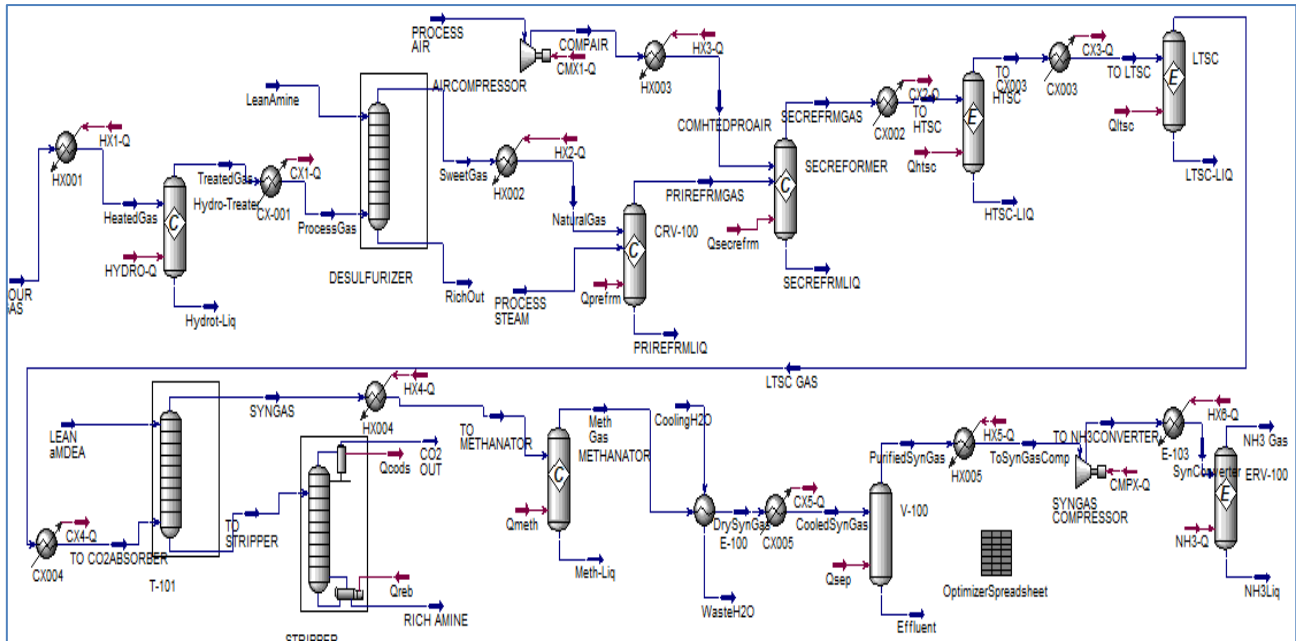 PROCESS
AIR
COMPAIR
CMX1-Q
HX3-Q
HX003
AIRCOMPRESSOR
LeanAmine
HX1-Q
HX001
HeatedGas
OUR
GAS
TreatedGas
Hydro-Treater
CX1-Q
CX-001
ProcessGas
HYDRO-Q
Hydrot-Liq
C
DESULFURIZER
RichOut
SweetGas
HX2-Q
HX002
NaturalGas
PROCESS
STEAM
Qprefrm
C
CRV-100
PRIREFRMLIQ
PRIREFRMGAS
COMHTEDPROAIR
SECREFRMGAS
SECREFORMER
C
Qsecrefrm
SECREFRMLIQ
CX2-Q
CX002
TO
HTSC
HTSC
E
Qhtsc
HTSC-LIQ
TO
CX003
CX3-Q
CX003
TO LTSC
LTSC
E
Qltsc
LTSC-LIQ
LTSC GAS
LEAN
aMDEA
CX4-Q
CX004
TO CO2ABSORBER
T-101
SYNGAS
TO
STRIPPER
HX4-Q
HX004
CO2
OUT
Qcods
Qreb
RICH AMINE
STRIPPER
TO
METHANATOR
Meth
Gas
METHANATOR
C
Qmeth
Meth-Liq
CoolingH2O
DrySynGas
E-100
WasteH2O
CX5-Q
CX005
CooledSynGas
PurifiedSynGas
V-100
Qsep
Effluent
HX5-Q
HX005
ToSynGasComp
OptimizerSpreadsheet
TO NH3CONVERTER
SYNGAS
COMPRESSOR
CMPX-Q
HX6-Q
E-103
SynConverter
NH3 Gas
ERV-100
E
NH3-Q
NH3Liq